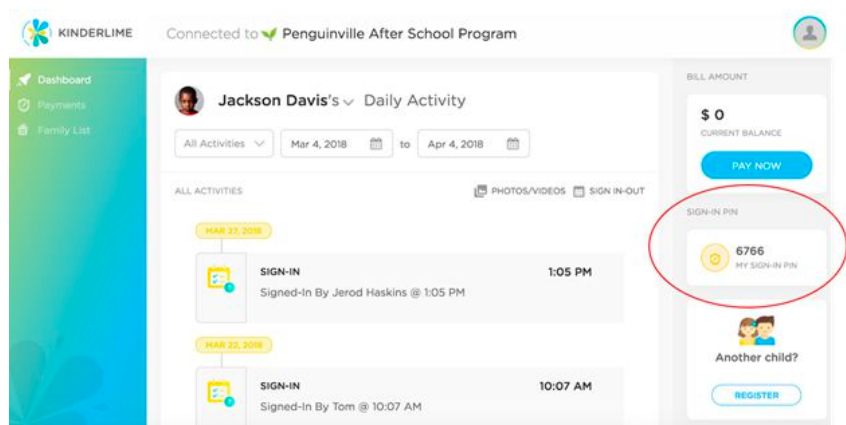 KINDERLIME
Connected to Penguinville After School Program
Dashboard
Payments
Family List
Jackson Davis's Daily Activity
All Activities
Mar 4, 2018 to Apr 4, 2018
ALL ACTIVITIES
PHOTOS/VIDEOS SIGN IN-OUT
MAR 27, 2018
SIGN-IN 1:05 PM
Signed-In By Jerod Haskins @ 1:05 PM
MAR 22, 2018
SIGN-IN 10:07 AM
Signed-In By Tom @ 10:07 AM
BILL AMOUNT
$ 0
CURRENT BALANCE
PAY NOW
SIGN-IN PIN
6766
MY SIGN-IN PIN
Another child?
REGISTER